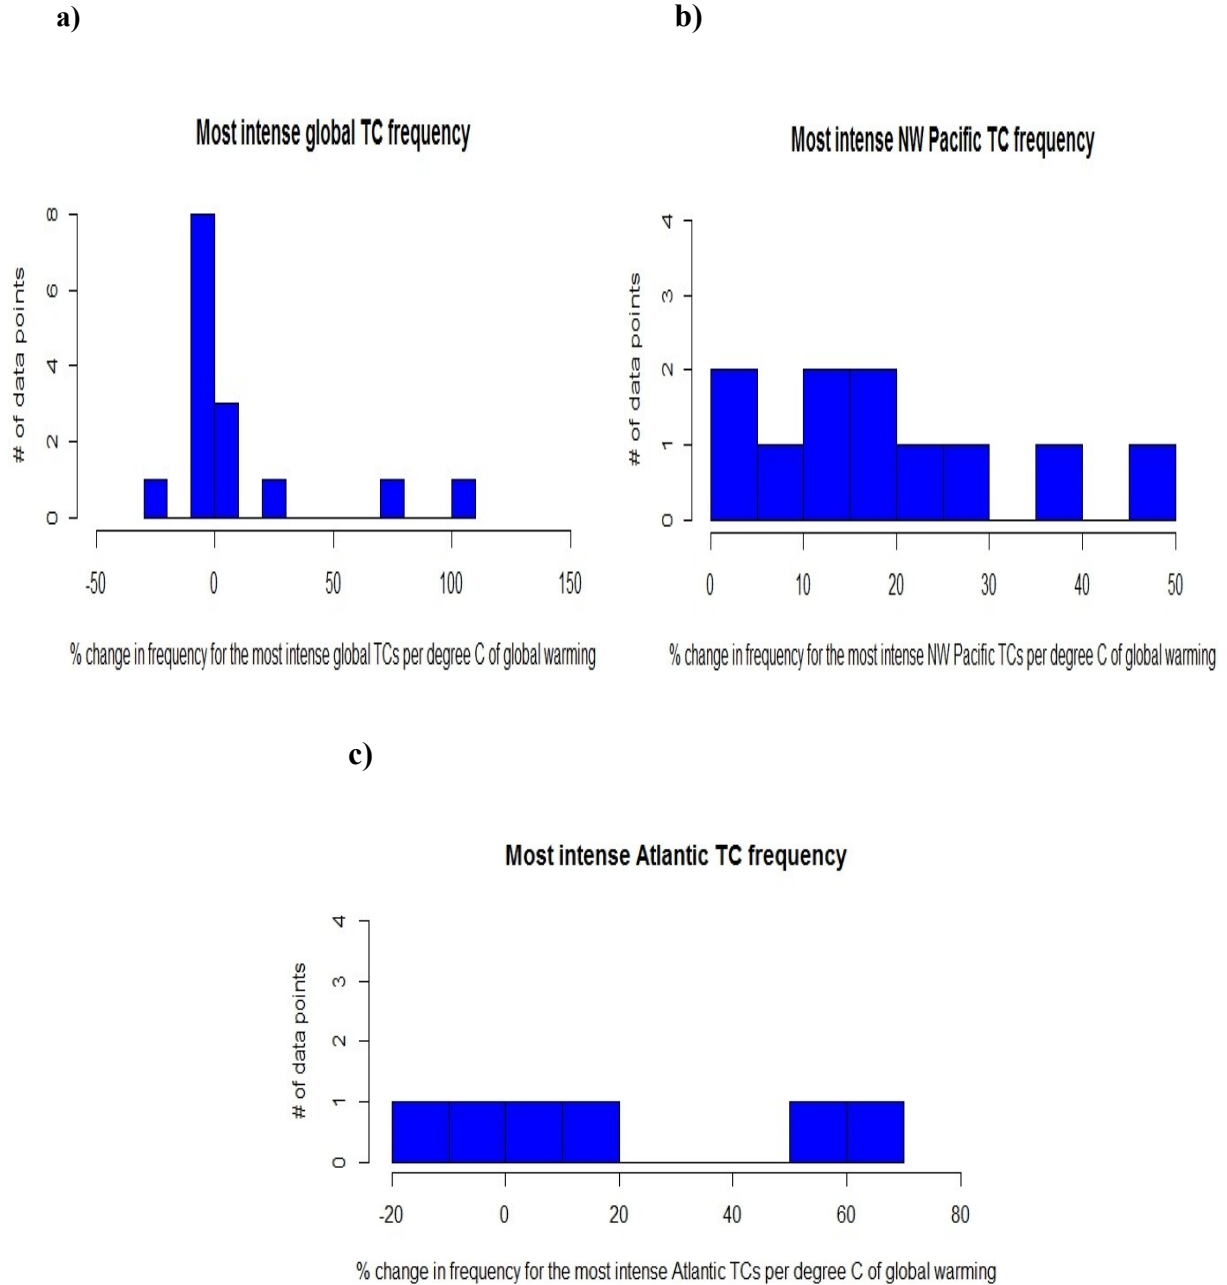 a)
Most intense global TC frequency
# of data points
8
6
4
2
0
-50 0 50 100 150
% change in frequency for the most intense global TCs per degree C of global warming
b)
Most intense NW Pacific TC frequency
# of data points
4
3
2
1
0
0 10 20 30 40 50
% change in frequency for the most intense NW Pacific TCs per degree C of global warming
c)
Most intense Atlantic TC frequency
# of data points
4
3
2
1
0
-20 0 20 40 60 80
% change in frequency for the most intense Atlantic TCs per degree C of global warming